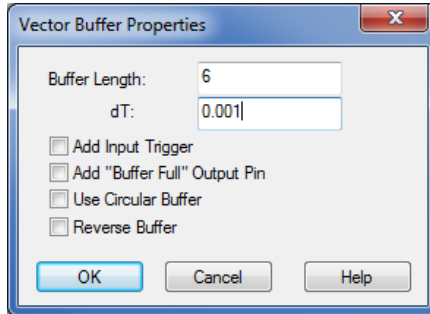 Vector Buffer Properties
Buffer Length: 6
dT: 0.001
Add Input Trigger
Add "Buffer Full" Output Pin
Use Circular Buffer
Reverse Buffer
OK Cancel Help